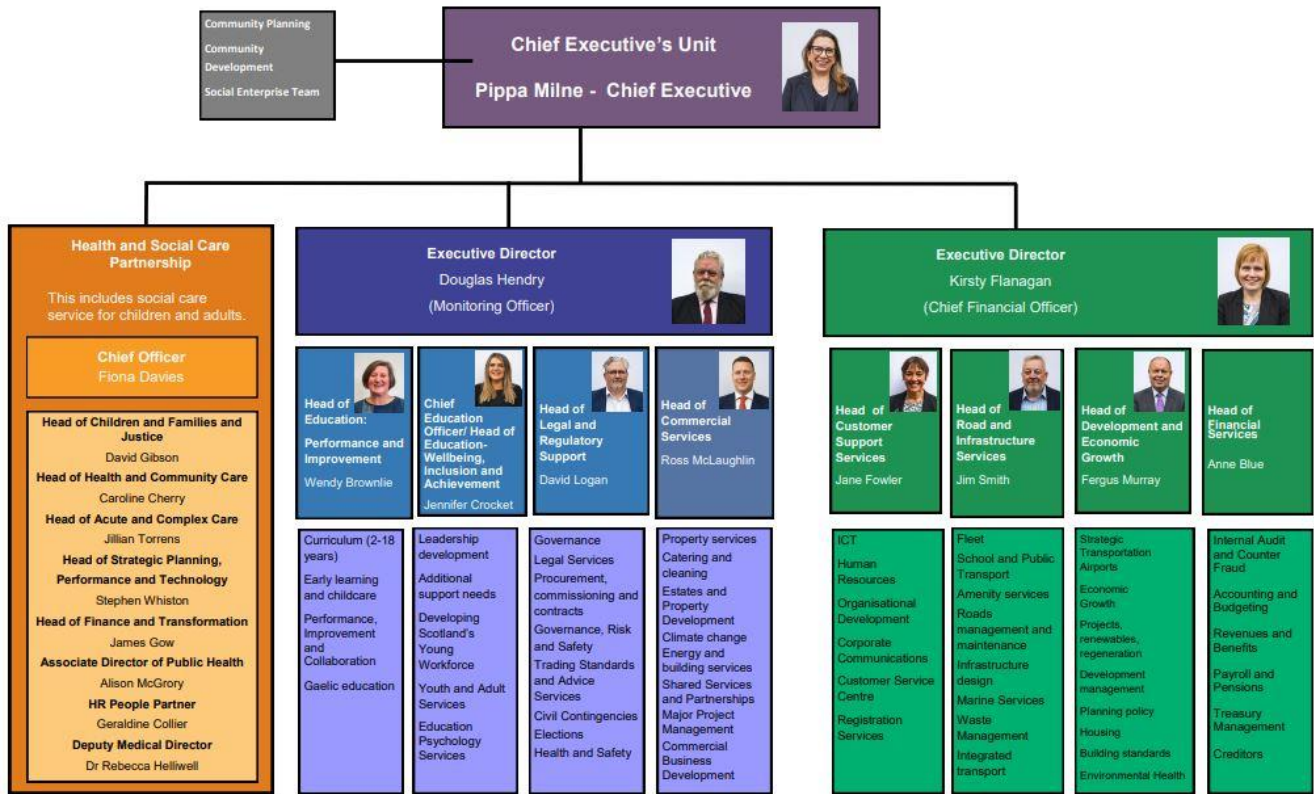 Community Planning
Community
Development
Social Enterprise Team
Chief Executive's Unit
Pippa Milne - Chief Executive
Health and Social Care
Partnership
This includes social care
service for children and adults.
Chief Officer
Fiona Davies
Head of Children and Families and
Justice
David Gibson
Head of Health and Community Care
Caroline Cherry
Head of Acute and Complex Care
Jillian Torrens
Head of Strategic Planning,
Performance and Technology
Stephen Whiston
Head of Finance and Transformation
James Gow
Associate Director of Public Health
Alison McGrory
HR People Partner
Geraldine Collier
Deputy Medical Director
Dr Rebecca Helliwell
Executive Director
Douglas Hendry
(Monitoring Officer)
Head of
Education:
Performance and
Improvement
Wendy Brownlie
Curriculum (2-18
years)
Early learning
and childcare
Performance,
Improvement
and
Collaboration
Gaelic education
Chief
Education
Officer/ Head of
Education-
Wellbeing,
Inclusion and
Achievement
Jennifer Crocket
Leadership
development
Additional
support needs
Developing
Scotland's
Young
Workforce
Youth and Adult
Services
Education
Psychology
Services
Head of
Legal and
Regulatory
Support
David Logan
Governance
Legal Services
Procurement,
commissioning and
contracts
Governance, Risk
and Safety
Trading Standards
and Advice
Services
Civil Contingencies
Elections
Health and Safety
Head of
Commercial
Services
Ross McLaughlin
Property services
Catering and
cleaning
Estates and
Property
Development
Climate change
Energy and
building services
Shared Services
and Partnerships
Major Project
Management
Commercial
Business
Development
Executive Director
Kirsty Flanagan
(Chief Financial Officer)
Head of
Customer
Support
Services
Jane Fowler
ICT
Human
Resources
Organisational
Development
Corporate
Communications
Customer Service
Centre
Registration
Services
Head of
Road and
Infrastructure
Services
Jim Smith
Fleet
School and Public
Transport
Amenity services
Roads
management and
maintenance
Infrastructure
design
Marine Services
Waste
Management
Integrated
transport
Head of
Development and
Economic
Growth
Fergus Murray
Strategic
Transportation
Airports
Economic
Growth
Projects,
renewables,
regeneration
Development
management
Planning policy
Housing
Building standards
Environmental Health
Head of
Financial
Services
Anne Blue
Internal Audit
and Counter
Fraud
Accounting and
Budgeting
Revenues and
Benefits
Payroll and
Pensions
Treasury
Management
Creditors